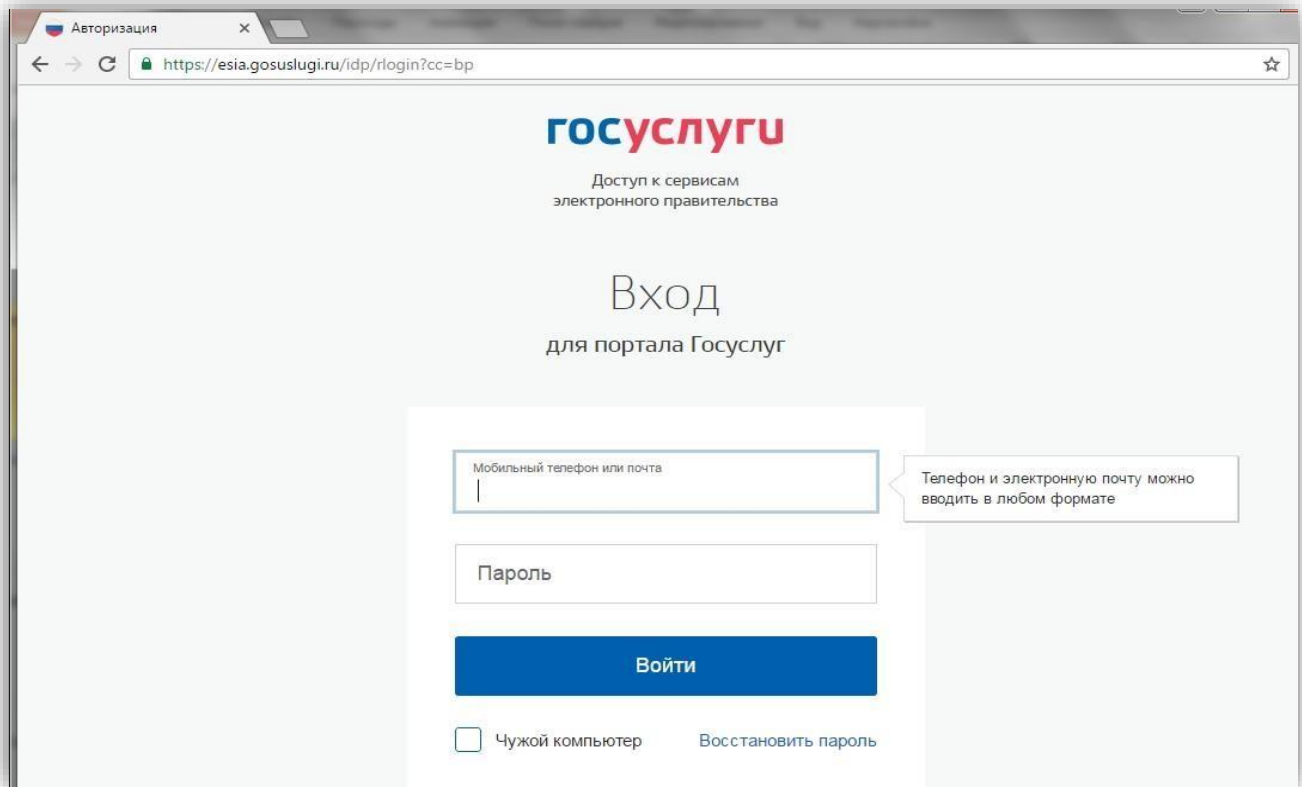 Авторизация
https://esia.gosuslugi.ru/idp/rlogin?cc=bp
госуслуги
Доступ к сервисам
электронного правительства
Вход
для портала Госуслуг
Мобильный телефон или почта
Телефон и электронную почту можно
вводить в любом формате
Пароль
Войти
Чужой компьютер Восстановить пароль